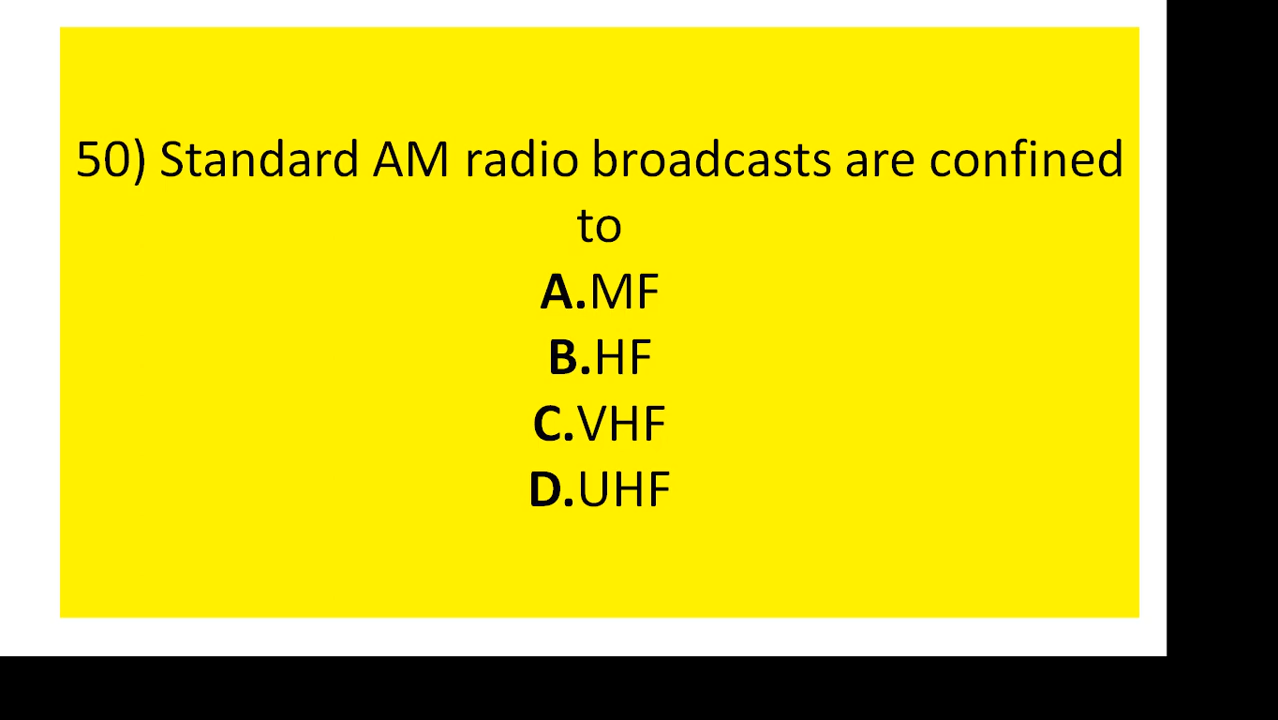 50) Standard AM radio broadcasts are confined
to
A.MF
B.HF
C.VHF
D.UHF